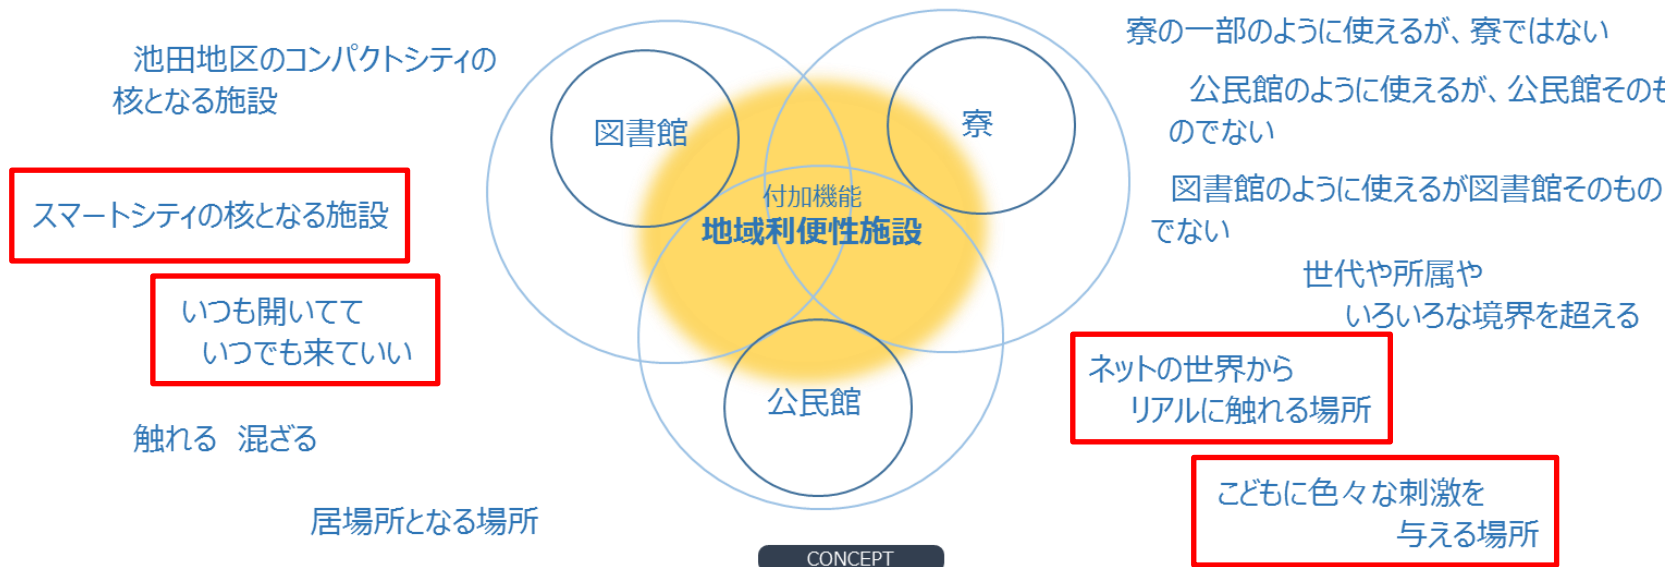 池田地区のコンパクトシティの
核となる施設
スマートシティの核となる施設
いつも開いてて
いつでも来ていい
触れる 混ざる
居場所となる場所
図書館
寮
付加機能
地域利便性施設
公民館
CONCEPT
寮の一部のように使えるが、寮ではない
公民館のように使えるが、公民館そのも
のでない
図書館のように使えるが図書館そのもの
でない
世代や所属や
いろいろな境界を超える
ネットの世界から
リアルに触れる場所
こどもに色々な刺激を
与える場所